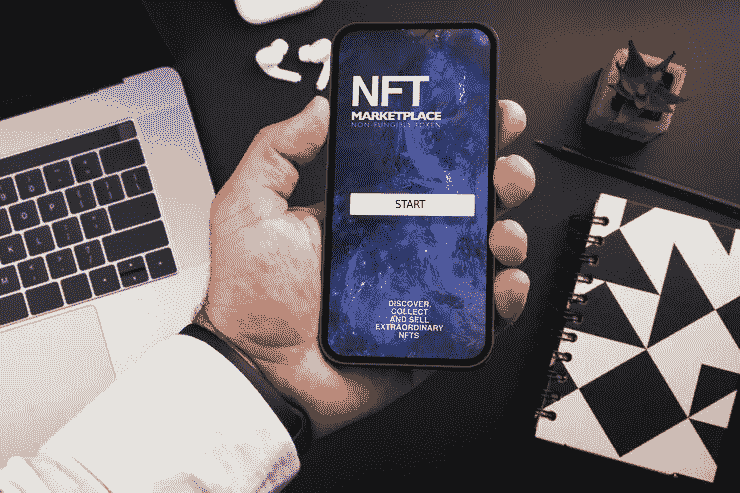 NFT
MARKETPLACE
NON-FUNGIBLE TOKEN
START
DISCOVER,
COLLECT
AND SELL
EXTRAORDINARY
NFTS